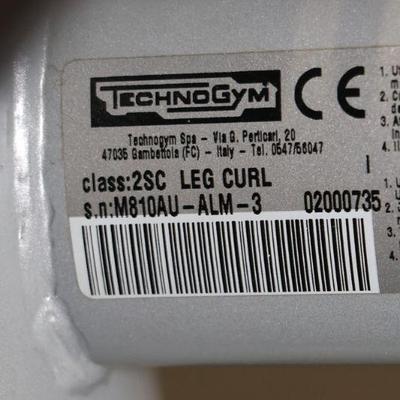 TECHNOGYM CE
Technogym Spa - Via G. Perticari, 20
47035 Gambettola (FC) - Italy - Tel. 0547/56047
class:2SC LEG CURL
s.n:M810AU-ALM-3 02000735